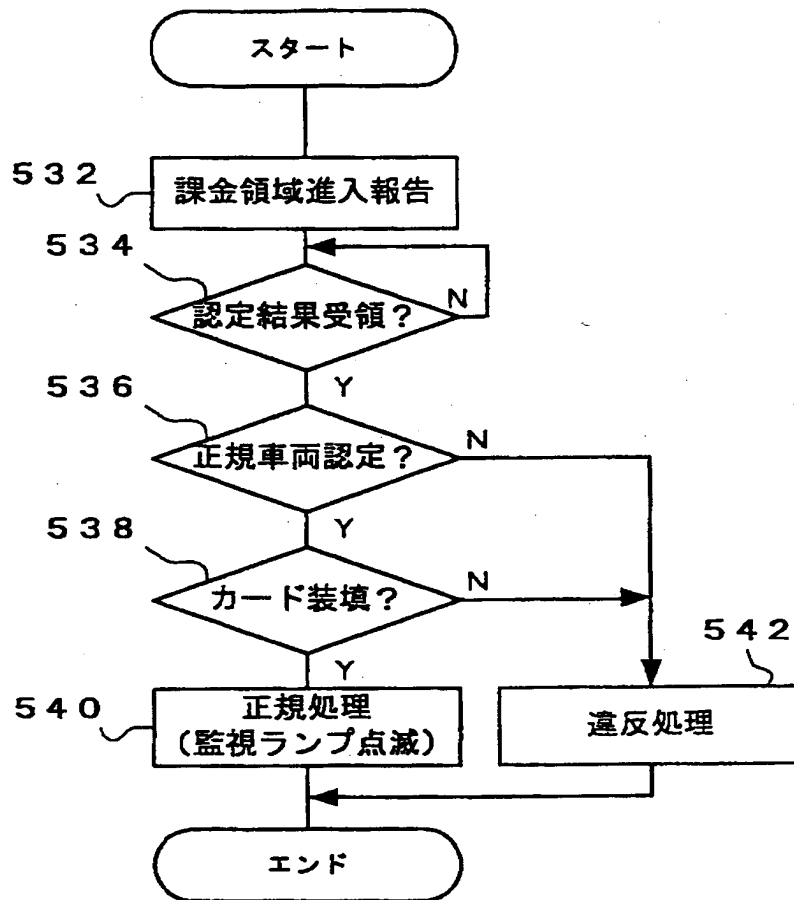 スタート
532
課金領域進入報告
534
認定結果受領?
N
Y
536
正規車両認定?
N
Y
538
カード装填?
N
Y
542
540
正規処理
(監視ランプ点滅)
違反処理
エンド